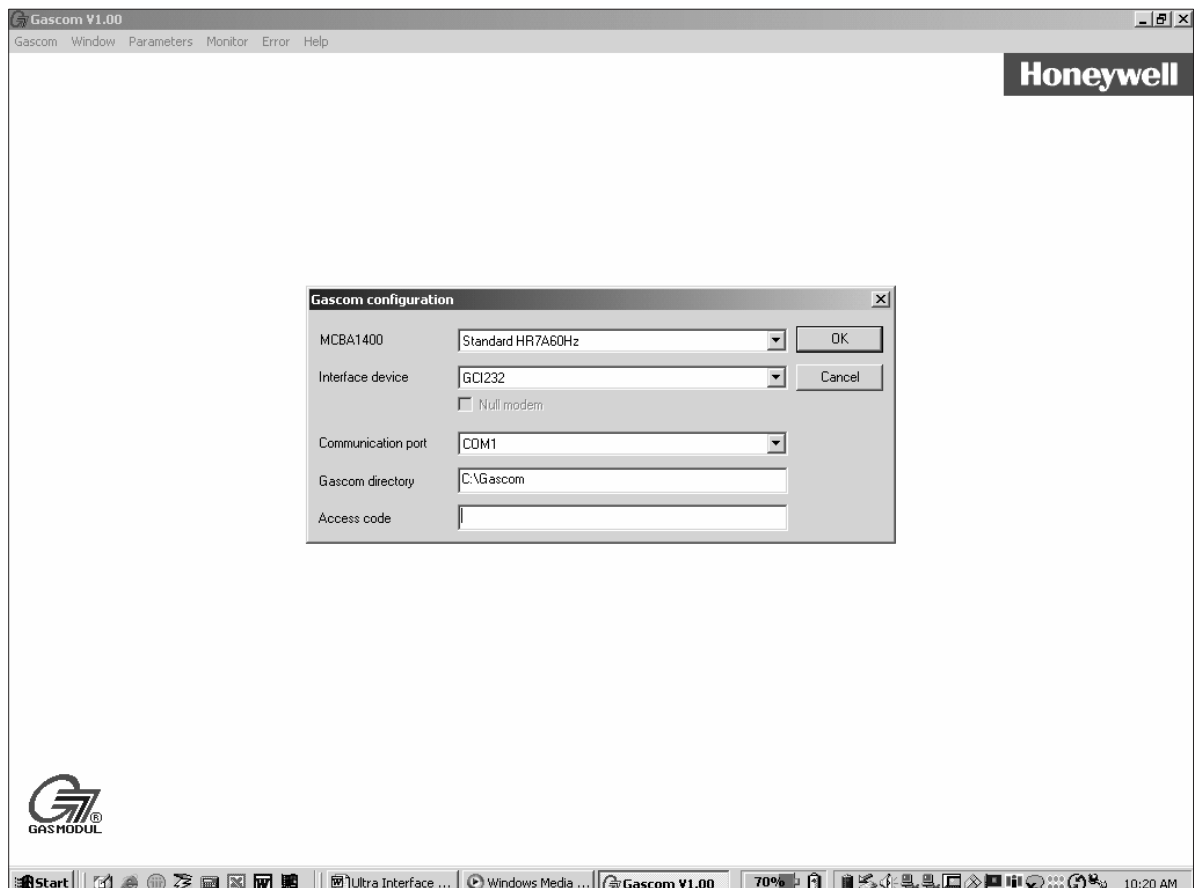 Gascom V1.00
Gascom Window Parameters Monitor Error Help
Honeywell
Gascom configuration
MCBA1400 Standard HR7A60Hz OK
Interface device GCI232 Cancel
Null modem
Communication port COM1
Gascom directory C:\Gascom
Access code
®
GASMODUL
Start Ultra Interface ... Windows Media ... Gascom V1.00 70% 10:20 AM